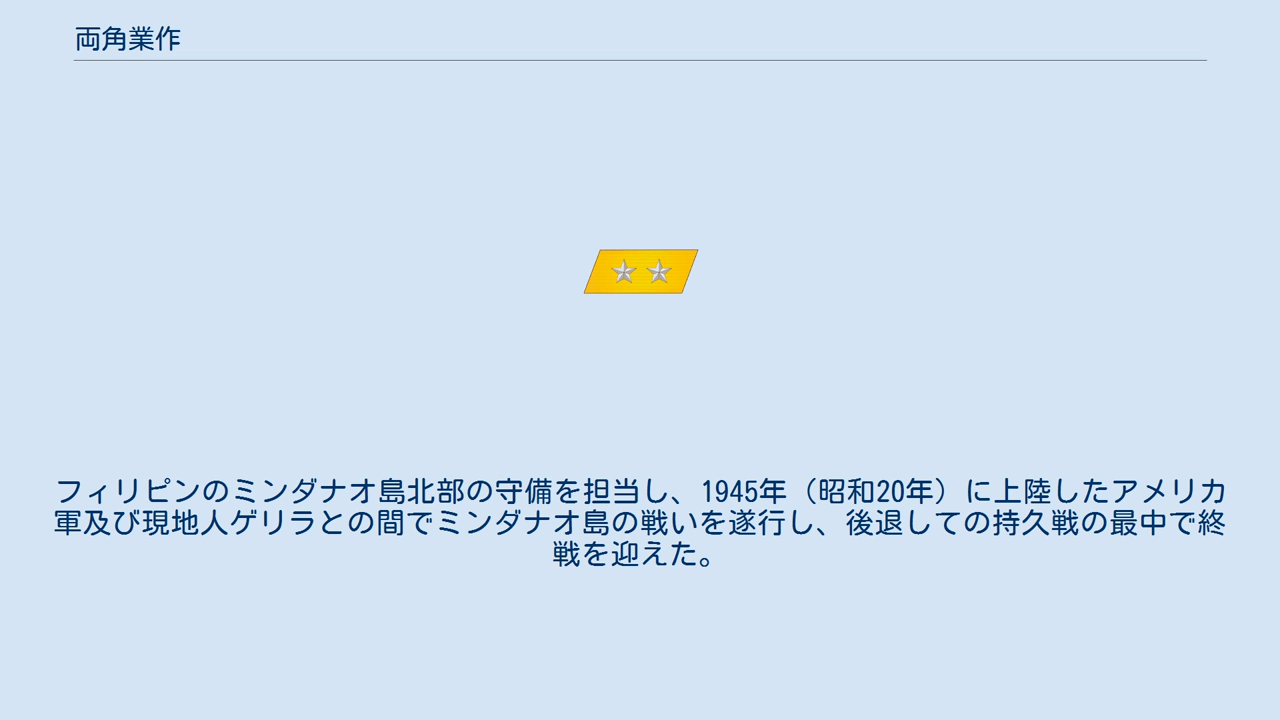 両角業作
フィリピンのミンダナオ島北部の守備を担当し、1945年（昭和20年）に上陸したアメリカ
軍及び現地人ゲリラとの間でミンダナオ島の戦いを遂行し、後退しての持久戦の最中で終
戦を迎えた。